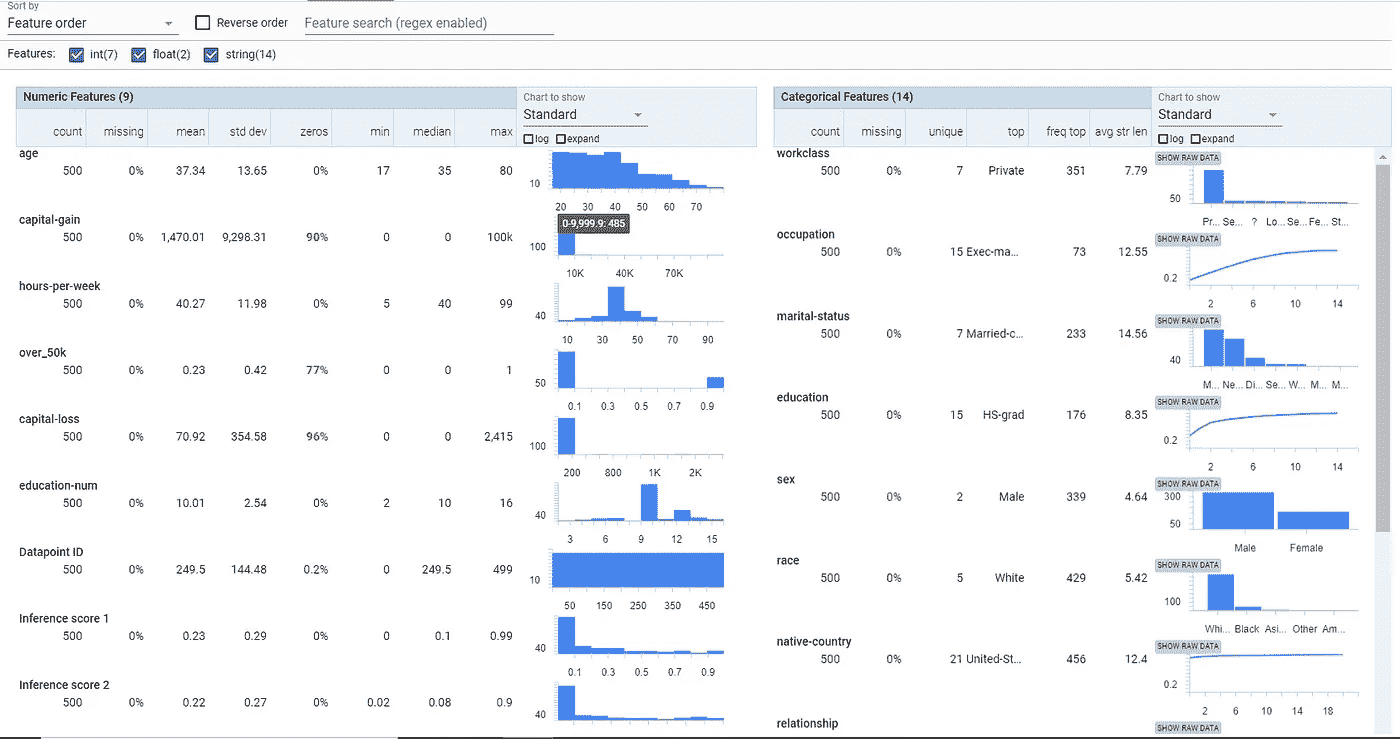 Sort by
Feature order
Reverse order
Feature search (regex enabled)
Features: int(7) float(2) string(14)
Numeric Features (9)
Chart to show
Standard
count missing mean std dev zeros min median max
log expand
age
500 0% 37.34 13.65 0% 17 35 80
10
20 30 40 50 60 70
capital-gain
500 0% 1,470.01 9,298.31 90% 0 0 100k
0-9,999.9: 485
100
10K 40K 70K
hours-per-week
500 0% 40.27 11.98 0% 5 40 99
40
10 30 50 70 90
over_50k
500 0% 0.23 0.42 77% 0 0 1
50
0.1 0.3 0.5 0.7 0.9
capital-loss
500 0% 70.92 354.58 96% 0 0 2,415
100
200 800 1K 2K
education-num
500 0% 10.01 2.54 0% 2 10 16
40
3 6 9 12 15
Datapoint ID
500 0% 249.5 144.48 0.2% 0 249.5 499
10
50 150 250 350 450
Inference score 1
500 0% 0.23 0.29 0% 0 0.1 0.99
40
0.1 0.3 0.5 0.7 0.9
Inference score 2
500 0% 0.22 0.27 0% 0.02 0.08 0.9
40
Categorical Features (14)
Chart to show
Standard
count missing unique top freq top avg str len
log expand
workclass
500 0% 7 Private 351 7.79
SHOW RAW DATA
50
Pr... Se... ? Lo... Se... Fe... St...
occupation
500 0% 15 Exec-ma... 73 12.55
SHOW RAW DATA
0.2
2 6 10 14
marital-status
500 0% 7 Married-c... 233 14.56
SHOW RAW DATA
40
M... Ne... Di... Se... W... M... M...
education
500 0% 15 HS-grad 176 8.35
SHOW RAW DATA
0.2
2 6 10 14
sex
500 0% 2 Male 339 4.64
SHOW RAW DATA
300
50
Male Female
race
500 0% 5 White 429 5.42
SHOW RAW DATA
100
Whi... Black Asi... Other Am...
native-country
500 0% 21 United-St... 456 12.4
SHOW RAW DATA
0.2
2 6 10 14 18
relationship
SHOW RAW DATA